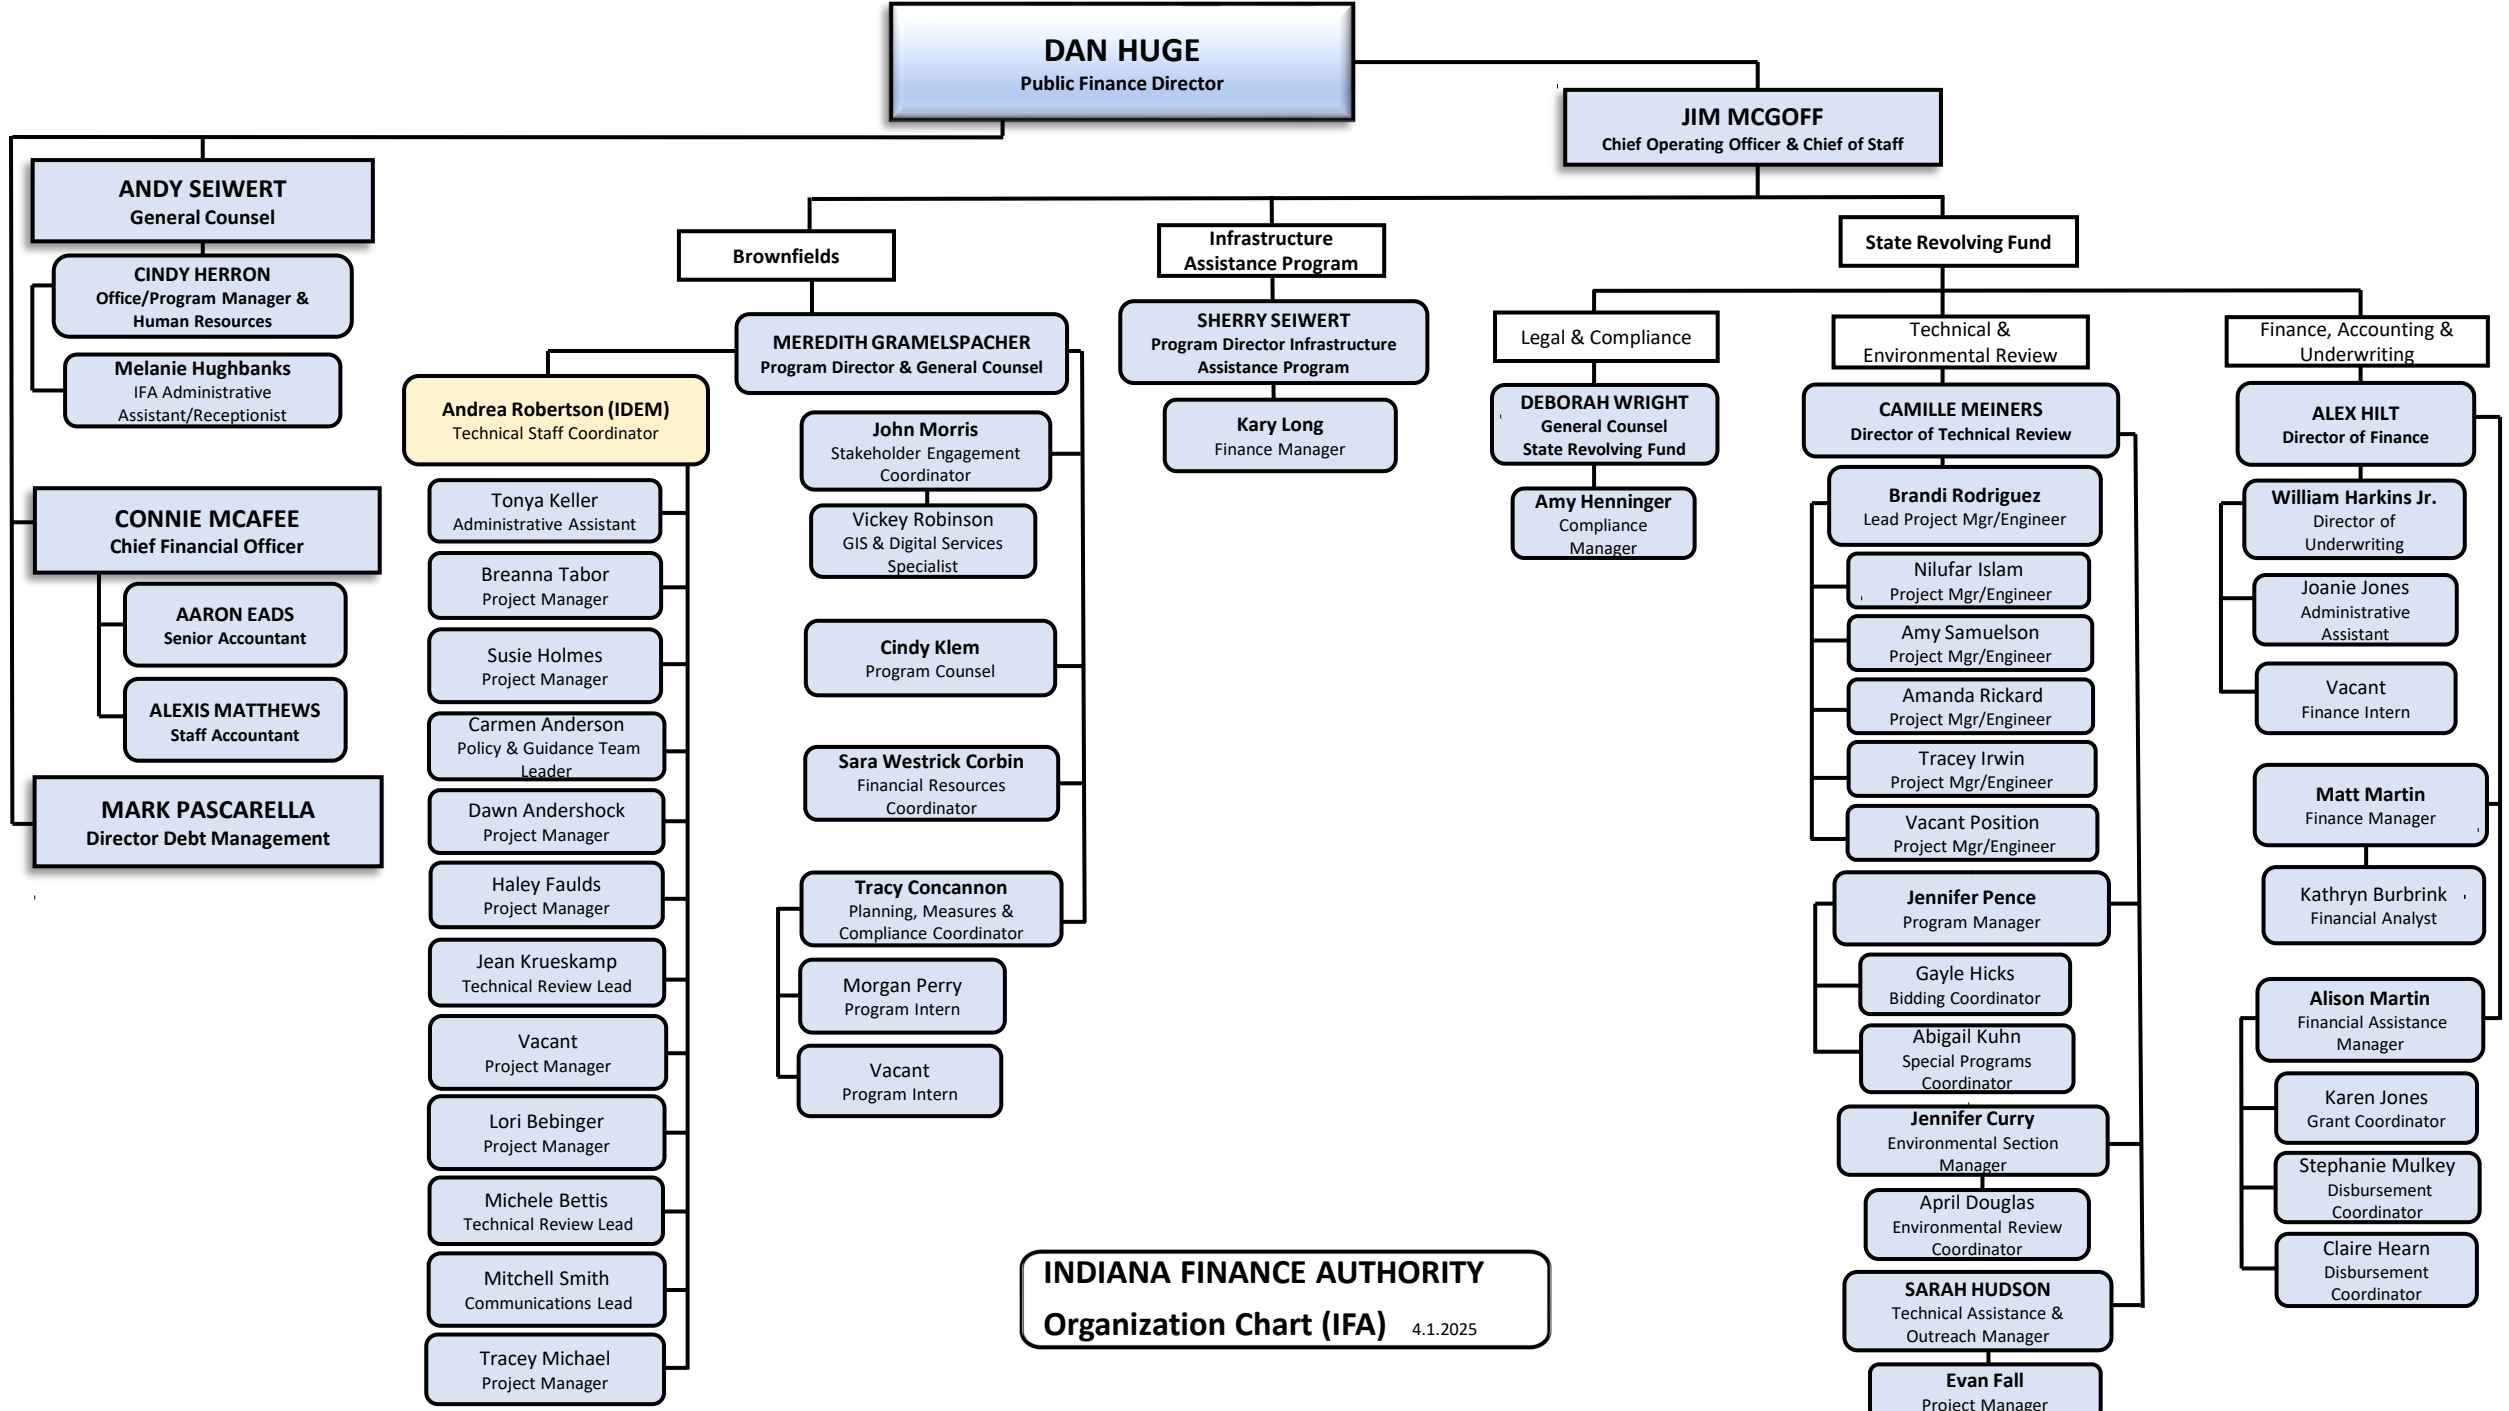 DAN HUGE
Public Finance Director
JIM MCGOFF
Chief Operating Officer & Chief of Staff
ANDY SEIWERT
General Counsel
CINDY HERRON
Office/Program Manager &
Human Resources
Melanie Hughbanks
IFA Administrative
Assistant/Receptionist
CONNIE MCAFEE
Chief Financial Officer
AARON EADS
Senior Accountant
ALEXIS MATTHEWS
Staff Accountant
MARK PASCARELLA
Director Debt Management
Brownfields
MEREDITH GRAMELSPACHER
Program Director & General Counsel
Andrea Robertson (IDEM)
Technical Staff Coordinator
Tonya Keller
Administrative Assistant
Breanna Tabor
Project Manager
Susie Holmes
Project Manager
Carmen Anderson
Policy & Guidance Team
Leader
Dawn Andershock
Project Manager
Haley Faulds
Project Manager
Jean Krueskamp
Technical Review Lead
Vacant
Project Manager
Lori Bebinger
Project Manager
Michele Bettis
Technical Review Lead
Mitchell Smith
Communications Lead
Tracey Michael
Project Manager
John Morris
Stakeholder Engagement
Coordinator
Vickey Robinson
GIS & Digital Services
Specialist
Cindy Klem
Program Counsel
Sara Westrick Corbin
Financial Resources
Coordinator
Tracy Concannon
Planning, Measures &
Compliance Coordinator
Morgan Perry
Program Intern
Vacant
Program Intern
Infrastructure
Assistance Program
SHERRY SEIWERT
Program Director Infrastructure
Assistance Program
Kary Long
Finance Manager
State Revolving Fund
Legal & Compliance
DEBORAH WRIGHT
General Counsel
State Revolving Fund
Amy Henninger
Compliance
Manager
Technical &
Environmental Review
CAMILLE MEINERS
Director of Technical Review
Brandi Rodriguez
Lead Project Mgr/Engineer
Nilufar Islam
Project Mgr/Engineer
Amy Samuelson
Project Mgr/Engineer
Amanda Rickard
Project Mgr/Engineer
Tracey Irwin
Project Mgr/Engineer
Vacant Position
Project Mgr/Engineer
Jennifer Pence
Program Manager
Gayle Hicks
Bidding Coordinator
Abigail Kuhn
Special Programs
Coordinator
Jennifer Curry
Environmental Section
Manager
April Douglas
Environmental Review
Coordinator
SARAH HUDSON
Technical Assistance &
Outreach Manager
Evan Fall
Project Manager
Finance, Accounting &
Underwriting
ALEX HILT
Director of Finance
William Harkins Jr.
Director of
Underwriting
Joanie Jones
Administrative
Assistant
Vacant
Finance Intern
Matt Martin
Finance Manager
Kathryn Burbrink
Financial Analyst
Alison Martin
Financial Assistance
Manager
Karen Jones
Grant Coordinator
Stephanie Mulkey
Disbursement
Coordinator
Claire Hearn
Disbursement
Coordinator
INDIANA FINANCE AUTHORITY
Organization Chart (IFA) 4.1.2025